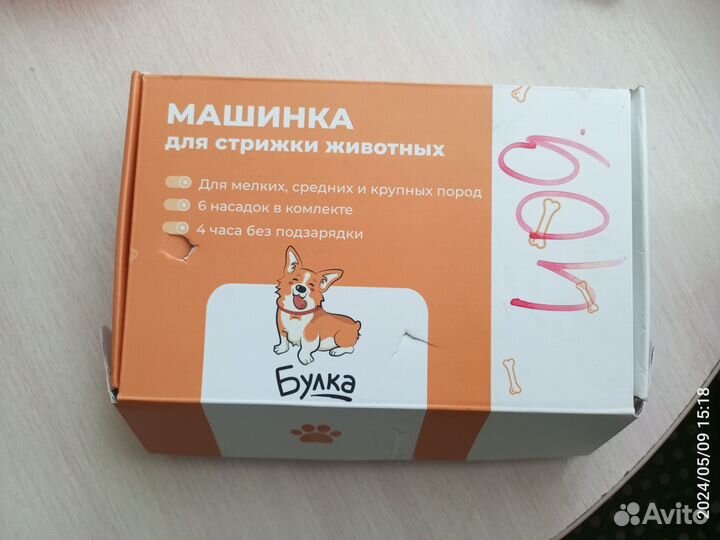 МАШИНКА
для стрижки животных
Для мелких, средних и крупных пород
6 насадок в комлекте
4 часа без подзарядки
Булка
2024/05/09 15:18
Avito